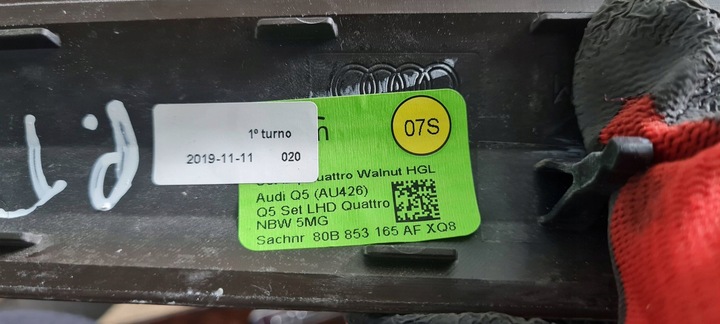 1º turno
2019-11-11 020
07S
Quattro Walnut HGL
Audi Q5 (AU426)
Q5 Set LHD Quattro
NBW 5MG
Sachnr 80B 853 165 AF XQ8